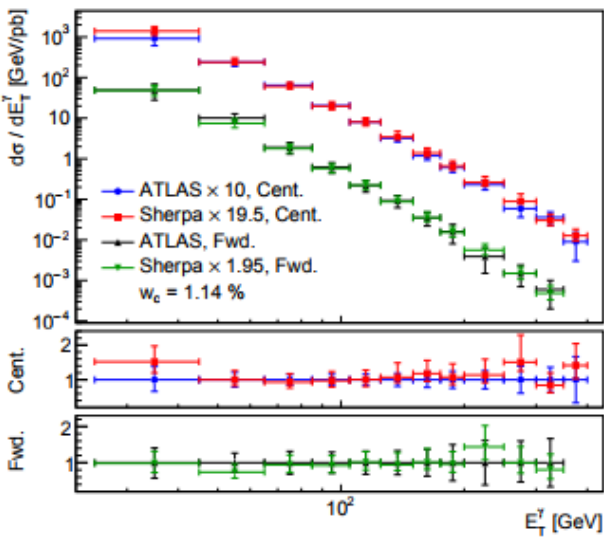 dσ / dE_T^γ [GeV/pb]
10³
10²
10
1
10⁻¹
10⁻²
10⁻³
10⁻⁴
ATLAS × 10, Cent.
Sherpa × 19.5, Cent.
ATLAS, Fwd.
Sherpa × 1.95, Fwd.
w_c = 1.14 %
Cent.
2
1
Fwd.
2
1
10²
E_T^γ [GeV]